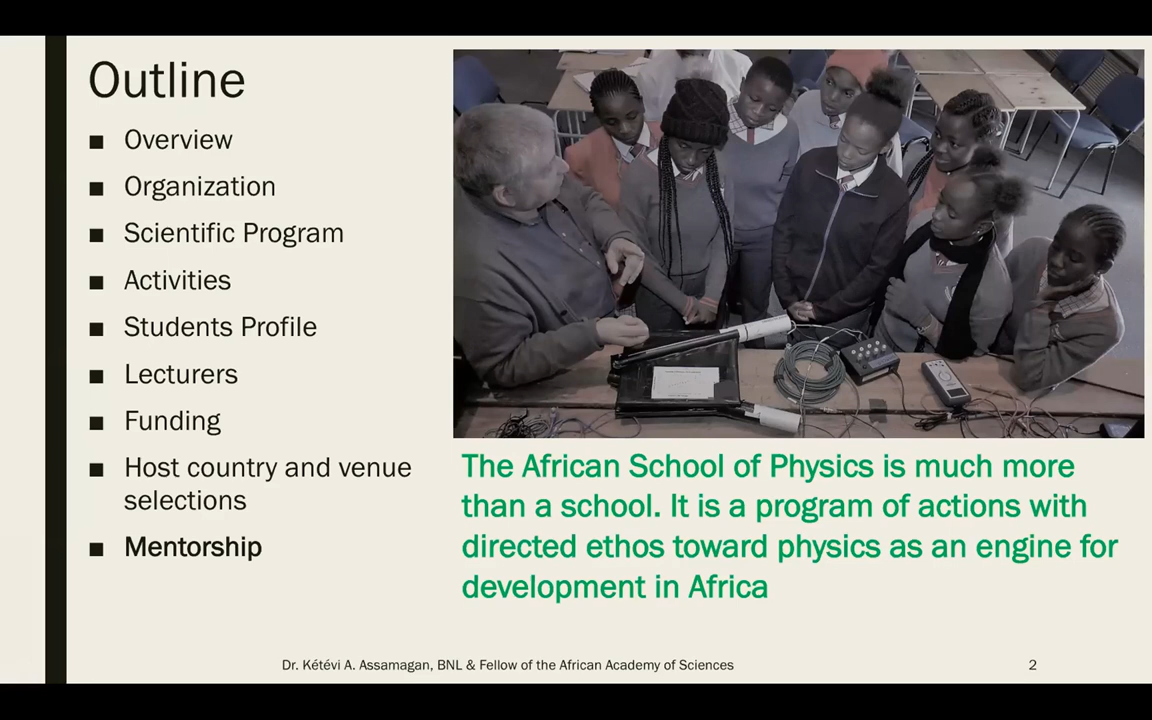 Outline
Overview
Organization
Scientific Program
Activities
Students Profile
Lecturers
Funding
Host country and venue
selections
Mentorship
The African School of Physics is much more
than a school. It is a program of actions with
directed ethos toward physics as an engine for
development in Africa
Dr. Kétévi A. Assamagan, BNL & Fellow of the African Academy of Sciences
2